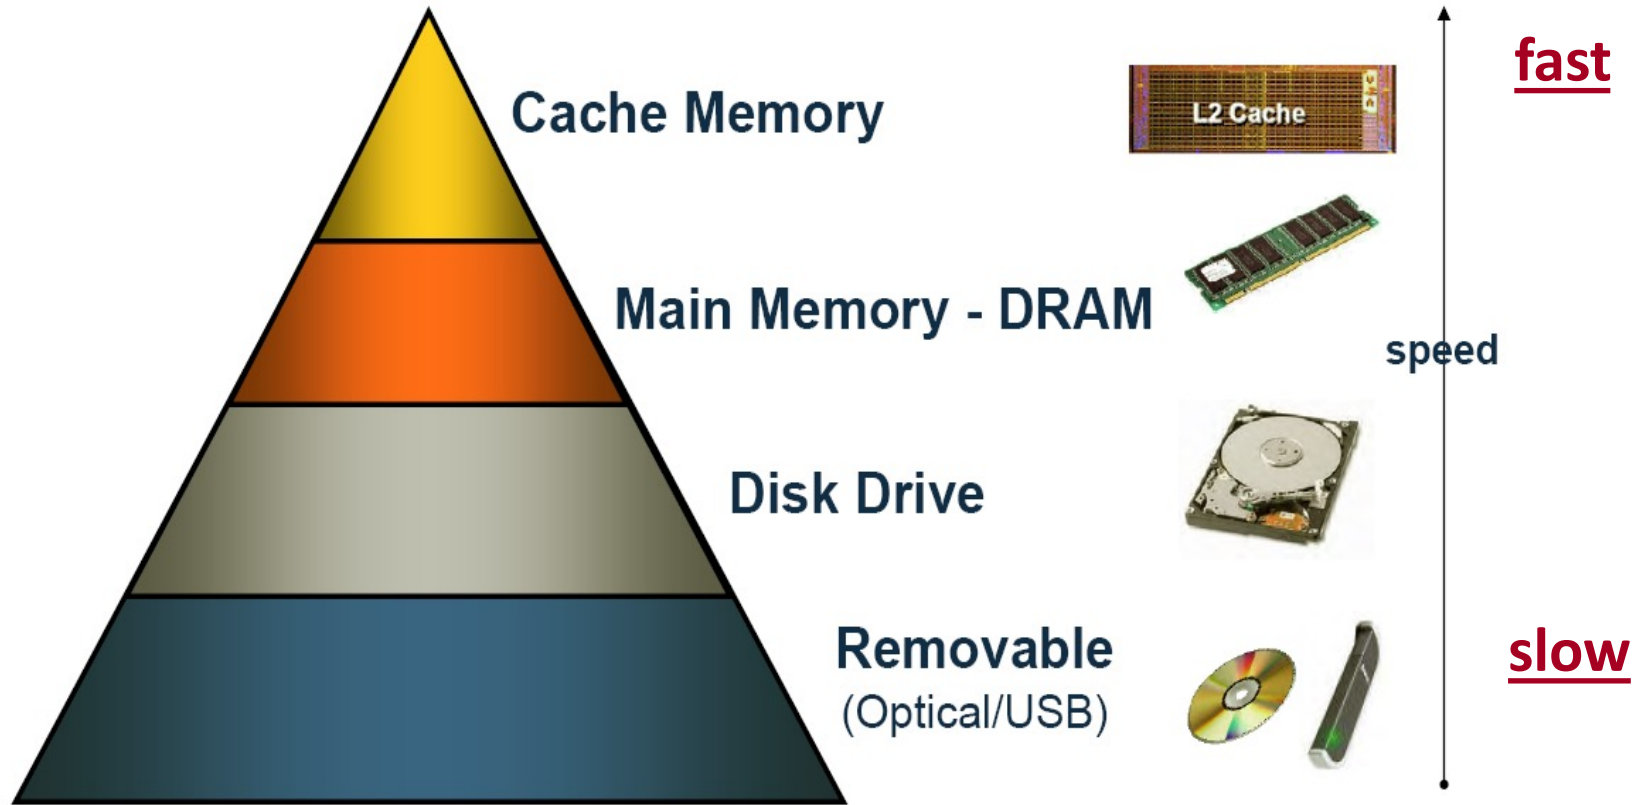 fast
Cache Memory
L2 Cache
Main Memory - DRAM
speed
Disk Drive
Removable
(Optical/USB)
slow